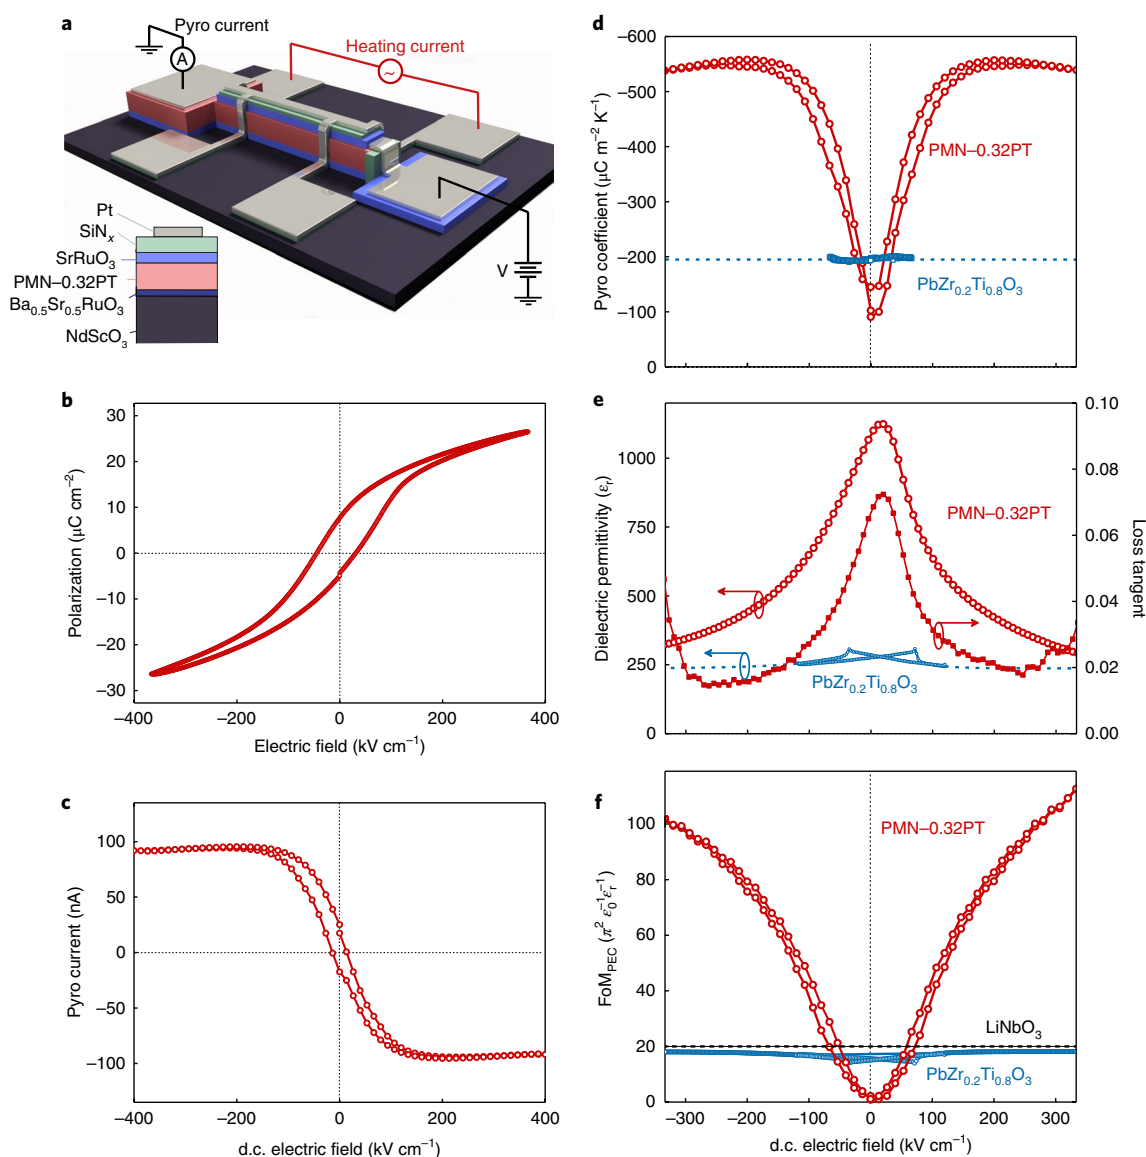 a
Pyro current
A
Heating current
~
V
Pt
SiNₓ
SrRuO₃
PMN–0.32PT
Ba₀.₅Sr₀.₅RuO₃
NdScO₃
b
Polarization (μC cm⁻²)
30
20
10
0
−10
−20
−30
−400
−200
0
200
400
Electric field (kV cm⁻¹)
c
Pyro current (nA)
100
50
0
−50
−100
−400
−200
0
200
400
d.c. electric field (kV cm⁻¹)
d
Pyro coefficient (μC m⁻² K⁻¹)
−600
−500
−400
−300
−200
−100
0
PMN–0.32PT
PbZr₀.₂Ti₀.₈O₃
e
Dielectric permittivity (εᵣ)
1000
750
500
250
0
0.10
0.08
0.06
0.04
0.02
0.00
Loss tangent
PMN–0.32PT
PbZr₀.₂Ti₀.₈O₃
f
FoM_PEC (π² ε₀⁻¹εᵣ⁻¹)
100
80
60
40
20
0
PMN–0.32PT
LiNbO₃
PbZr₀.₂Ti₀.₈O₃
−300
−200
−100
0
100
200
300
d.c. electric field (kV cm⁻¹)